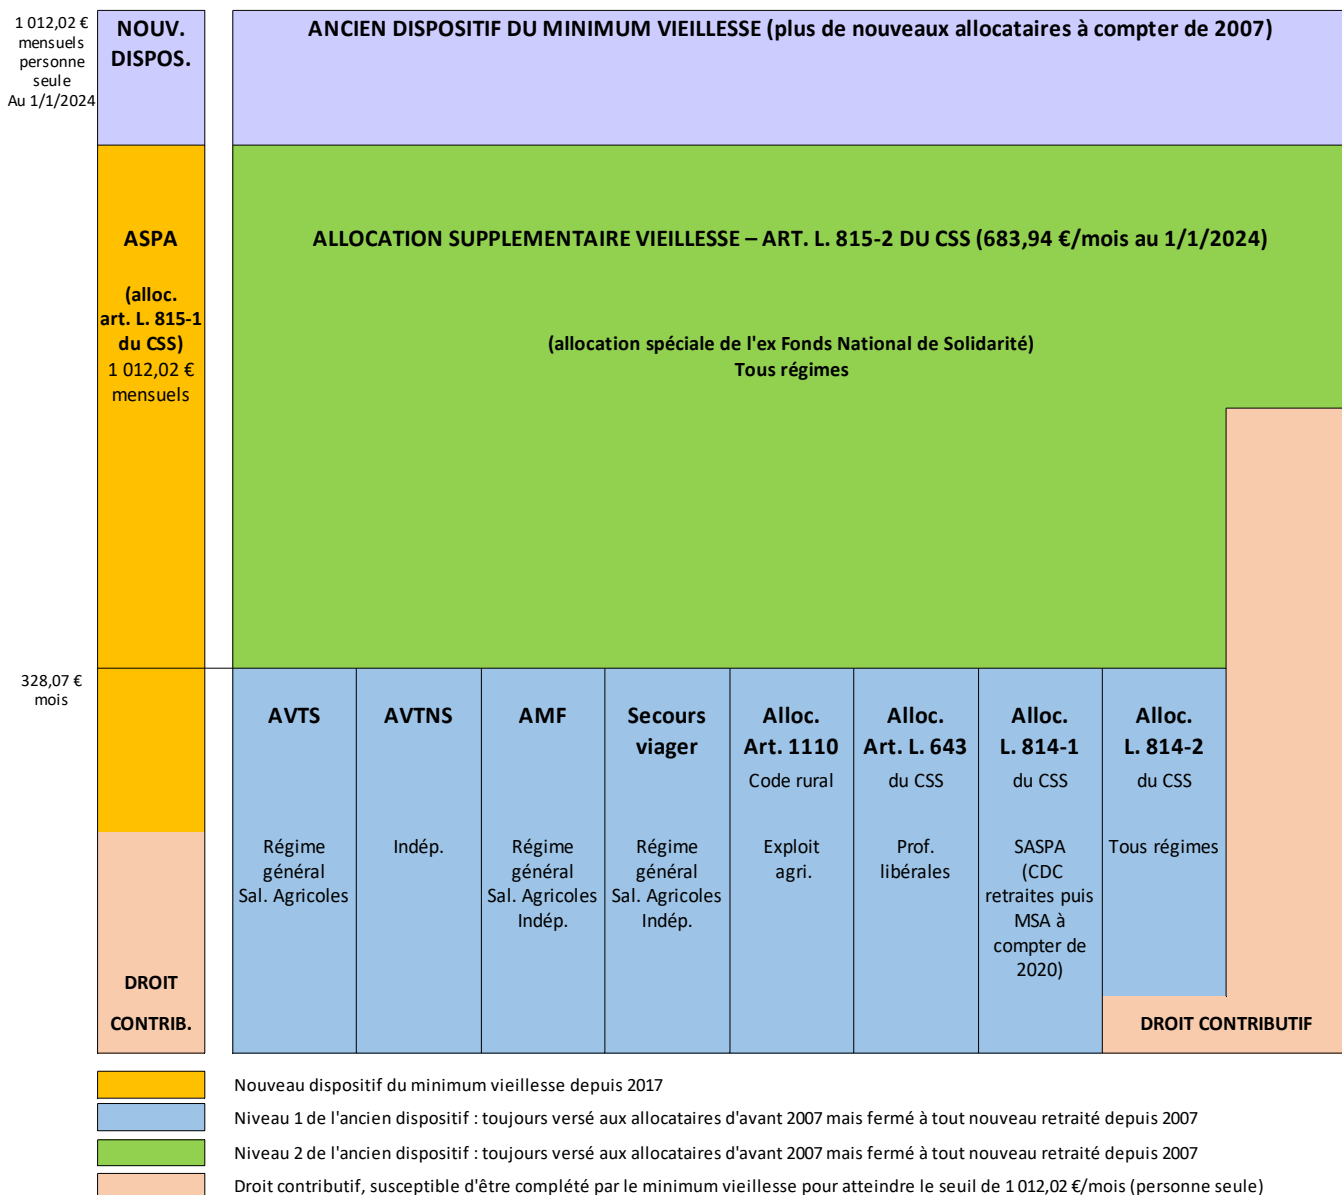 1 012,02 €
mensuels
personne
seule
Au 1/1/2024
NOUV.
DISPOS.
ANCIEN DISPOSITIF DU MINIMUM VIEILLESSE (plus de nouveaux allocataires à compter de 2007)
ASPA
(alloc.
art. L. 815-1
du CSS)
1 012,02 €
mensuels
ALLOCATION SUPPLEMENTAIRE VIEILLESSE – ART. L. 815-2 DU CSS (683,94 €/mois au 1/1/2024)
(allocation spéciale de l'ex Fonds National de Solidarité)
Tous régimes
328,07 €
mois
AVTS
Régime
général
Sal. Agricoles
AVTNS
Indép.
AMF
Régime
général
Sal. Agricoles
Indép.
Secours
viager
Régime
général
Sal. Agricoles
Indép.
Alloc.
Art. 1110
Code rural
Exploit
agri.
Alloc.
Art. L. 643
du CSS
Prof.
libérales
Alloc.
L. 814-1
du CSS
SASPA
(CDC
retraites puis
MSA à
compter de
2020)
Alloc.
L. 814-2
du CSS
Tous régimes
DROIT
CONTRIB.
DROIT CONTRIBUTIF
Nouveau dispositif du minimum vieillesse depuis 2017
Niveau 1 de l'ancien dispositif : toujours versé aux allocataires d'avant 2007 mais fermé à tout nouveau retraité depuis 2007
Niveau 2 de l'ancien dispositif : toujours versé aux allocataires d'avant 2007 mais fermé à tout nouveau retraité depuis 2007
Droit contributif, susceptible d'être complété par le minimum vieillesse pour atteindre le seuil de 1 012,02 €/mois (personne seule)